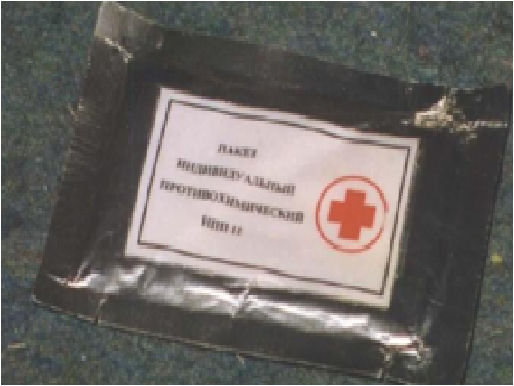 ПАКЕТ
ИНДИВИДУАЛЬНЫЙ
ПРОТИВОХИМИЧЕСКИЙ
ИПП 11